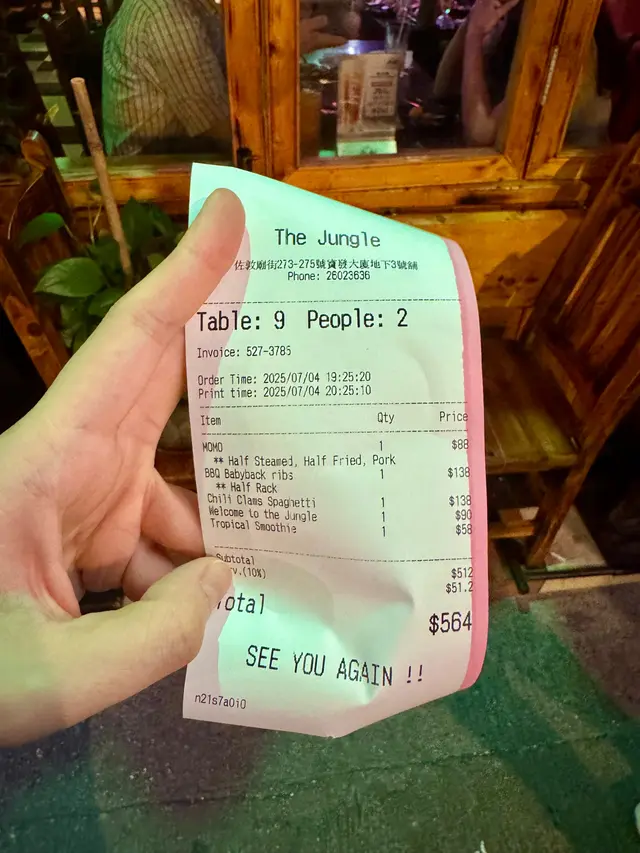 The Jungle
佐敦廟街273-275號寶發大廈地下3號舖
Phone: 26023636
Table: 9 People: 2
Invoice: 527-3785
Order Time: 2025/07/04 19:25:20
Print time: 2025/07/04 20:25:10
Item Qty Price
MOMO 1 $88
** Half Steamed, Half Fried, Pork
BBQ Babyback ribs 1 $138
** Half Rack
Chili Clams Spaghetti 1 $138
Welcome to the Jungle 1 $90
Tropical Smoothie 1 $58
Subtotal $512
v.(10%) $51.2
Total $564
SEE YOU AGAIN !!
n21s7a0i0